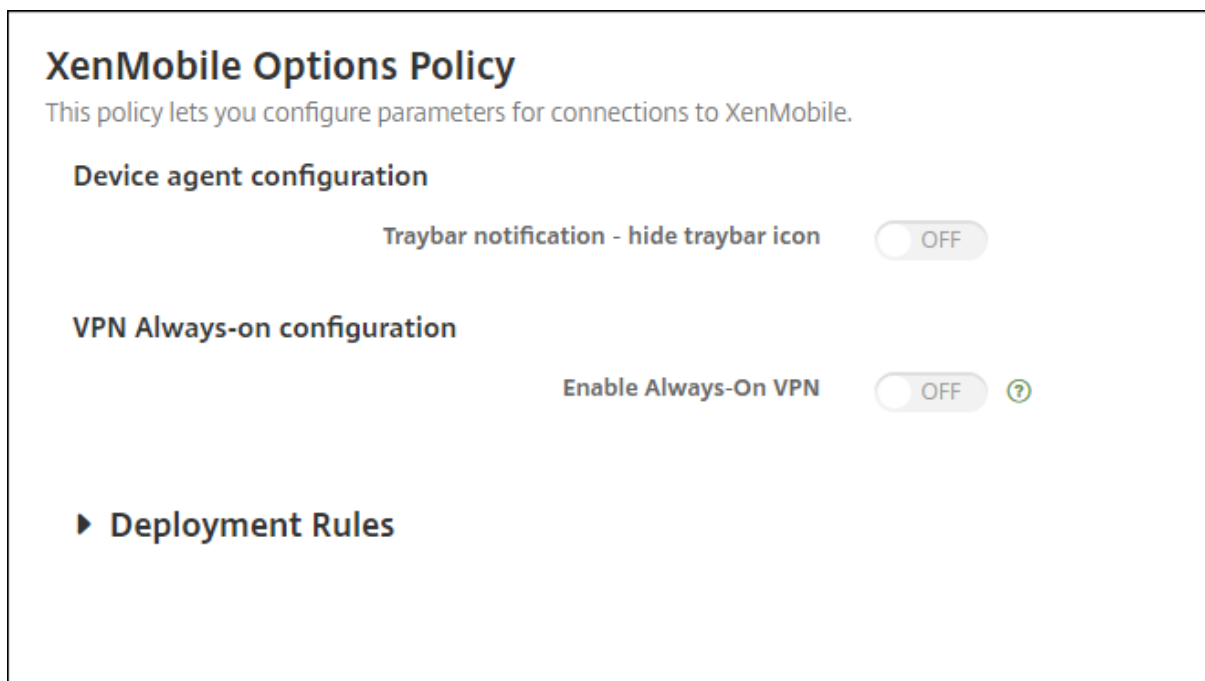 XenMobile Options Policy
This policy lets you configure parameters for connections to XenMobile.
Device agent configuration
Traybar notification - hide traybar icon OFF
VPN Always-on configuration
Enable Always-On VPN OFF ?
Deployment Rules